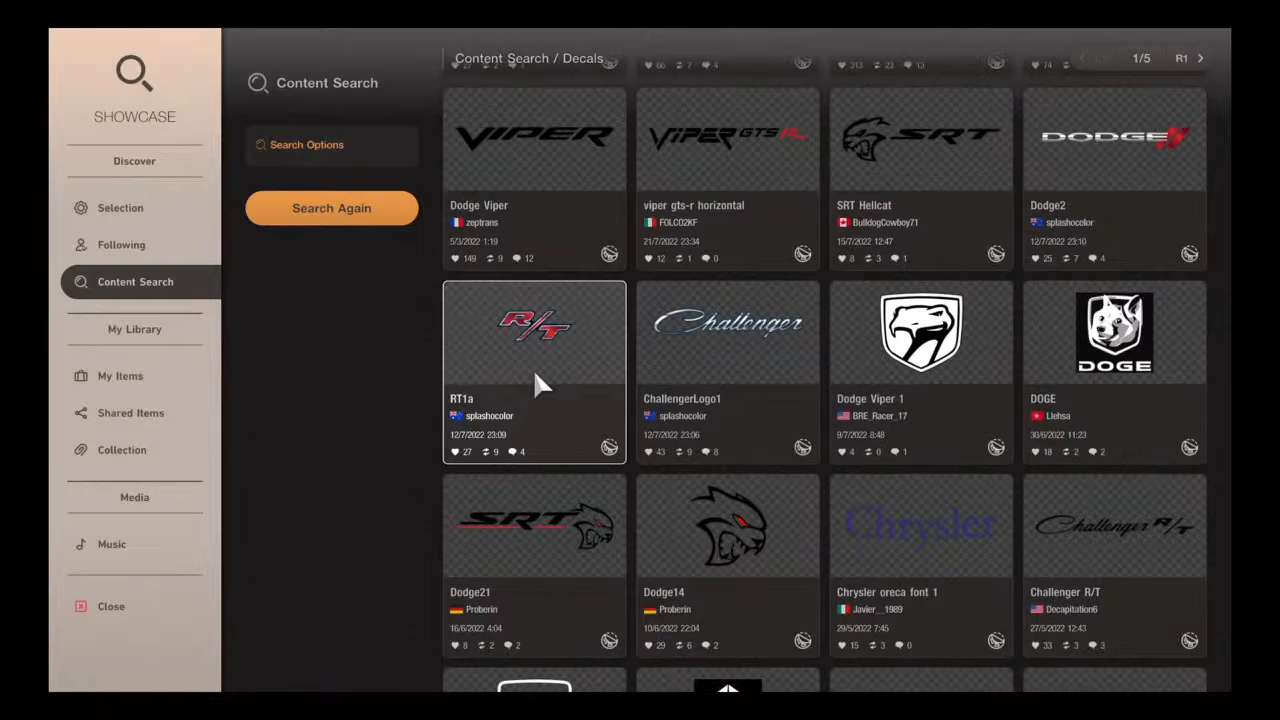 SHOWCASE
Discover
Selection
Following
Content Search
My Library
My Items
Shared Items
Collection
Media
Music
Close
Content Search
Search Options
Search Again
Content Search / Decals
1/5
R1
66 7 4
313 23 13
74
VIPER
Dodge Viper
zeptrans
5/3/2022 1:19
149 9 12
VIPER GTS R
viper gts-r horizontal
FOLCO2KF
21/7/2022 23:34
12 1 0
SRT
SRT Hellcat
BulldogCowboy71
15/7/2022 12:47
8 3 1
DODGE
Dodge2
splashocolor
12/7/2022 23:10
25 7 4
R/T
RT1a
splashocolor
12/7/2022 23:09
27 9 4
Challenger
ChallengerLogo1
splashocolor
12/7/2022 23:06
43 9 8
Dodge Viper 1
BRE_Racer_17
9/7/2022 8:48
4 0 1
DOGE
DOGE
Llehsa
30/6/2022 11:23
18 2 2
SRT
Dodge21
Proberin
16/6/2022 4:04
8 2 2
Dodge14
Proberin
10/6/2022 22:04
29 6 2
Chrysler
Chrysler oreca font 1
Javier__1989
29/5/2022 7:45
15 3 0
Challenger R/T
Challenger R/T
Decapitation6
27/5/2022 12:43
33 3 3